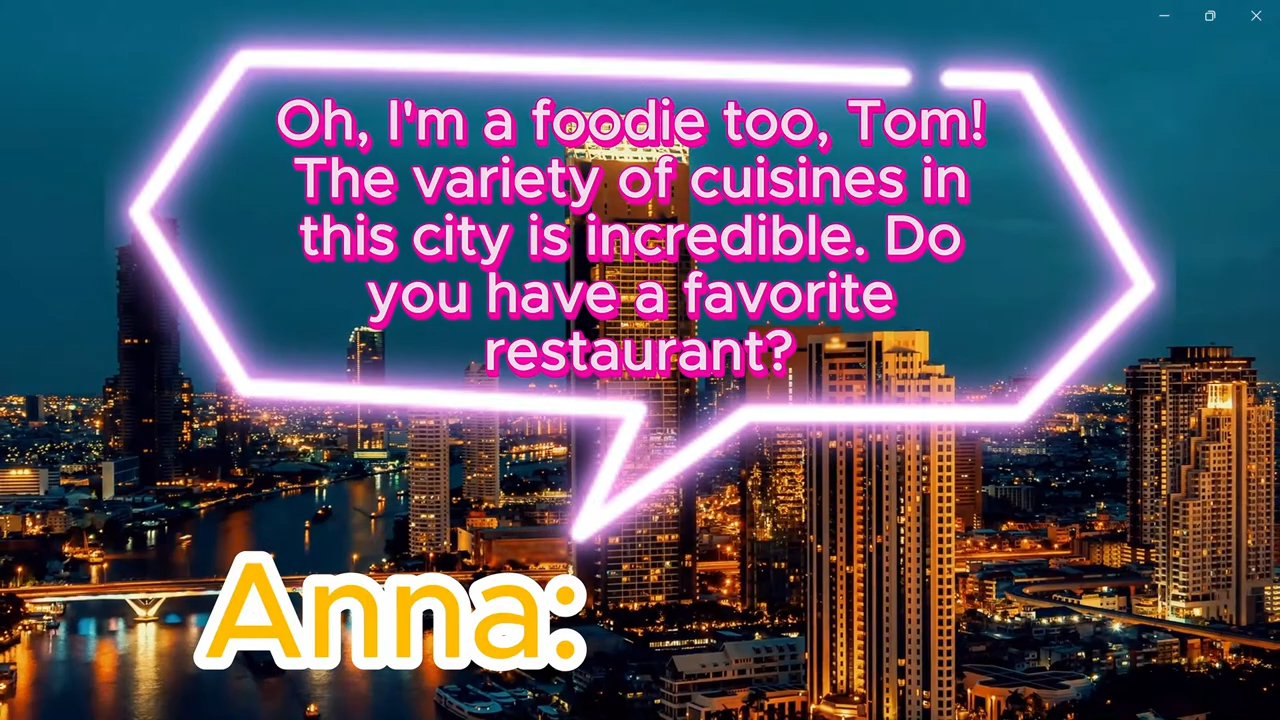 Oh, I'm a foodie too, Tom!
The variety of cuisines in
this city is incredible. Do
you have a favorite
restaurant?
Anna: